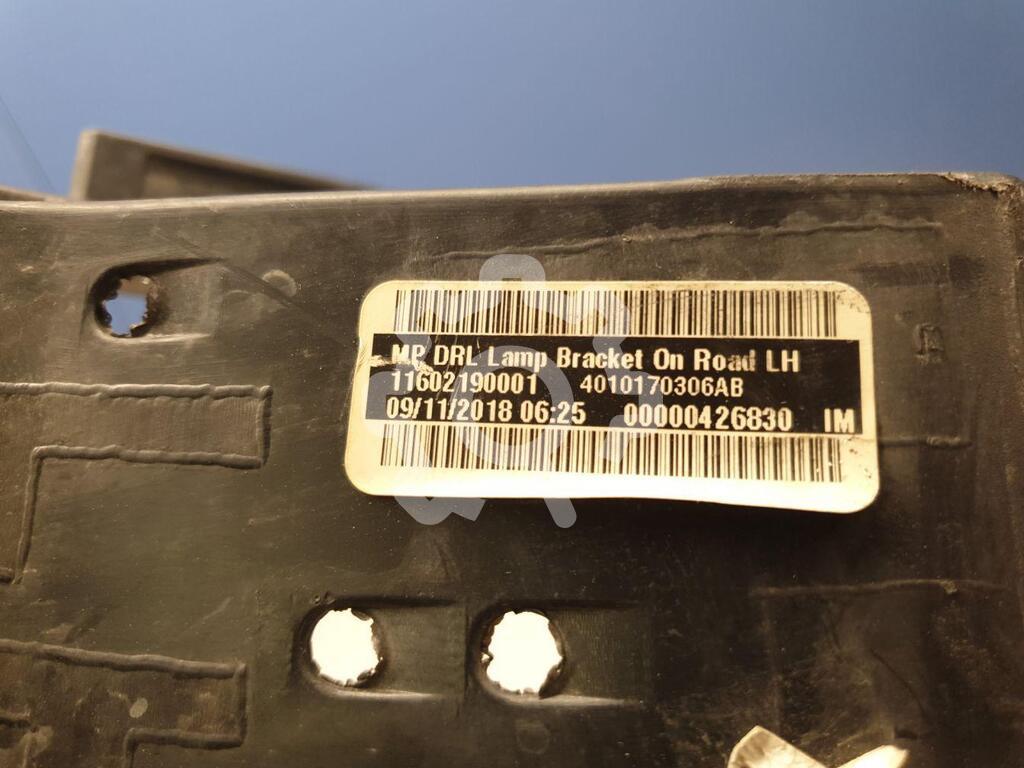 MP DRL Lamp Bracket On Road LH
11602190001 4010170306AB
09/11/2018 06:25 00000426830 IM